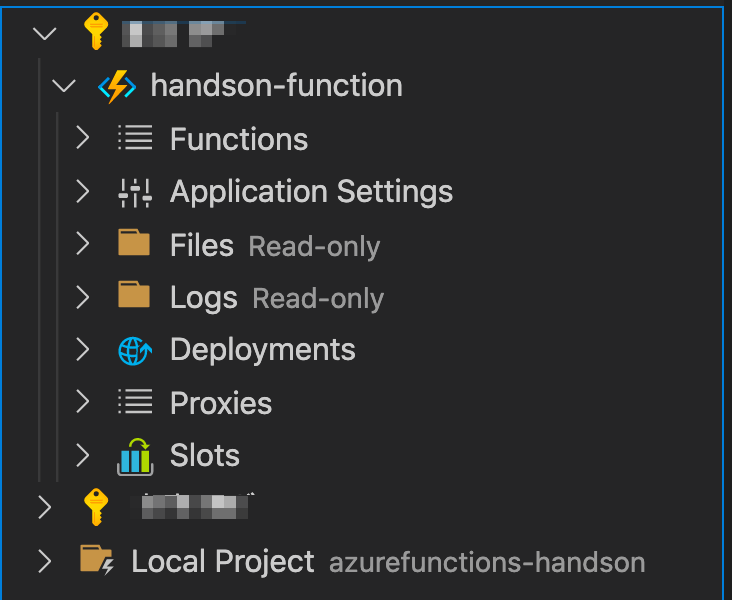 handson-function
Functions
Application Settings
Files Read-only
Logs Read-only
Deployments
Proxies
Slots
Local Project azurefunctions-handson